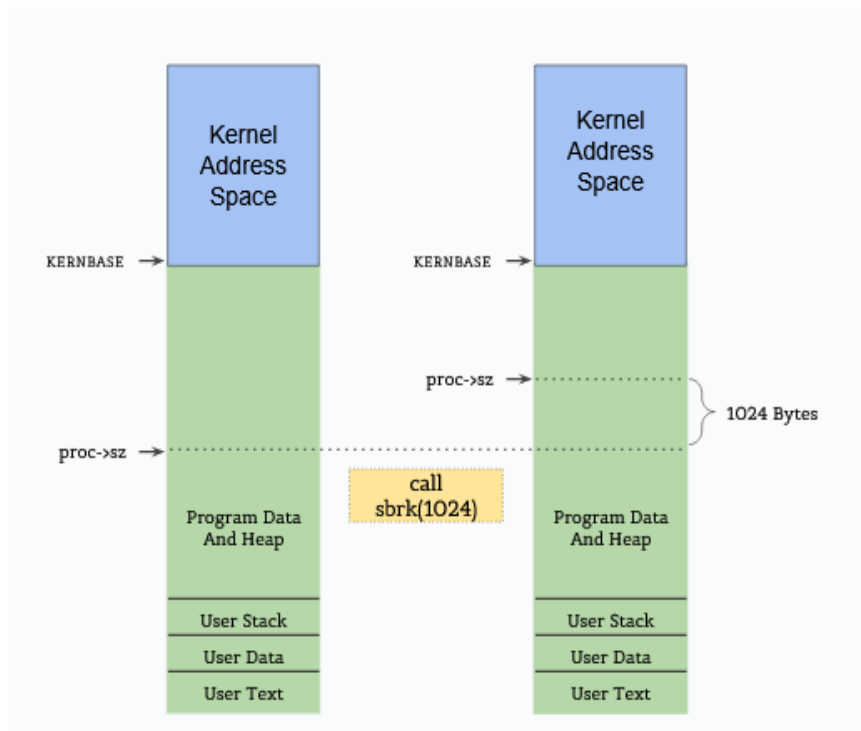 Kernel
Address
Space
KERNBASE
proc->sz
Program Data
And Heap
User Stack
User Data
User Text
call
sbrk(1024)
Kernel
Address
Space
KERNBASE
proc->sz
1024 Bytes
Program Data
And Heap
User Stack
User Data
User Text